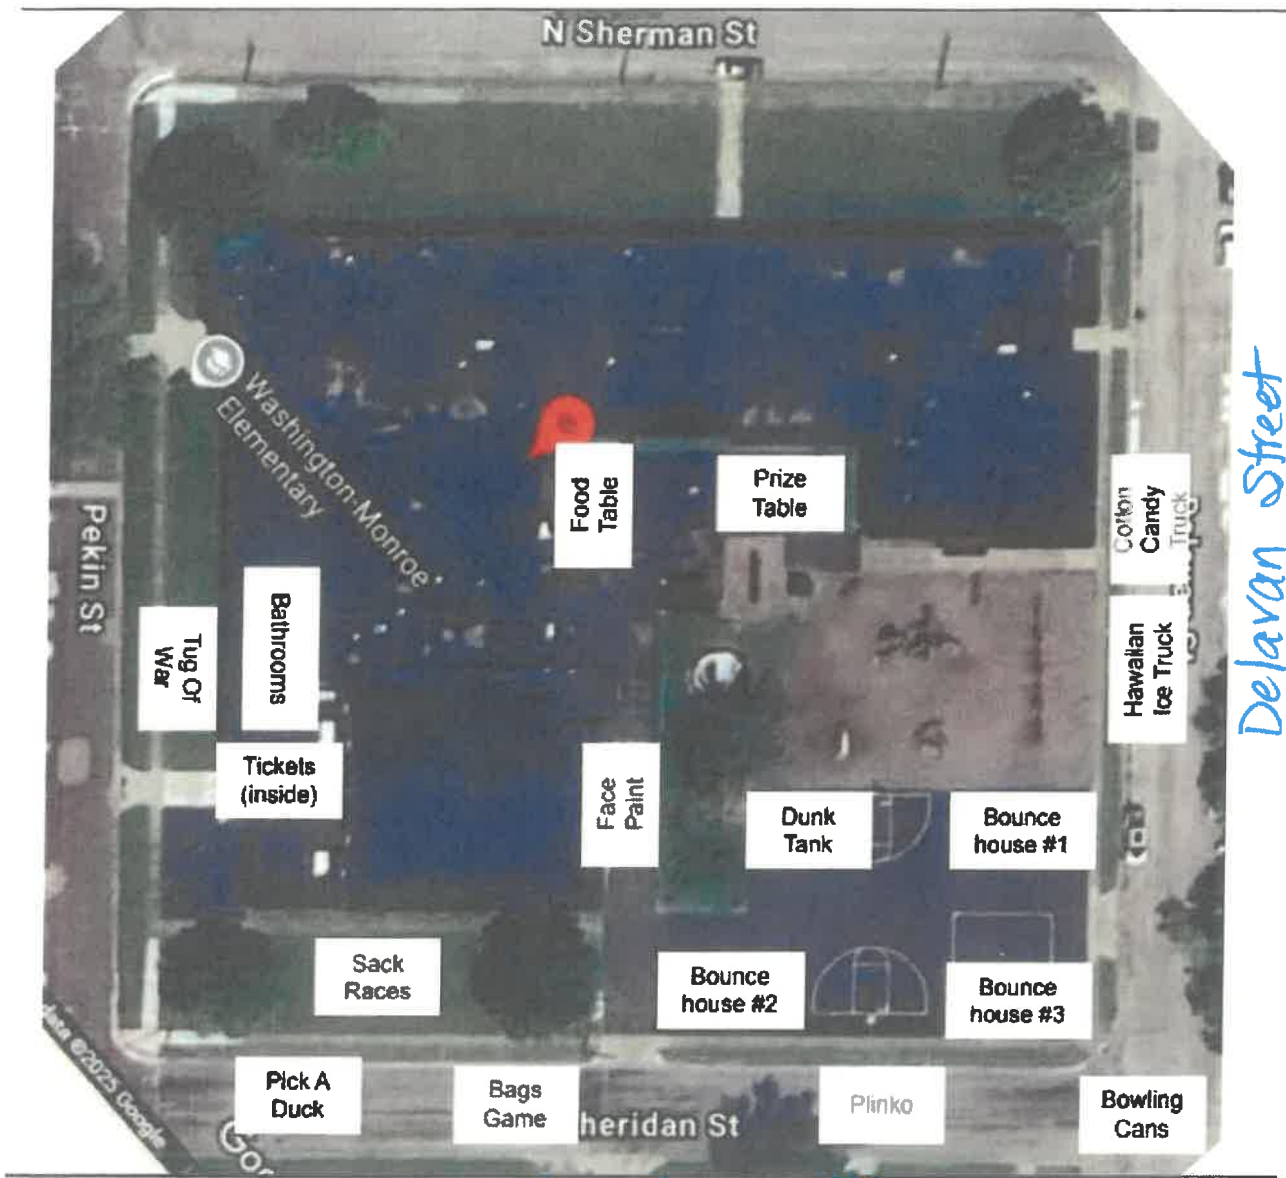 N Sherman St
Washington-Monroe
Elementary
Pekin St
Food
Table
Prize
Table
Cotton
Candy
Truck
Delavan Street
Bathrooms
Tug Of
War
Hawaiian
Ice Truck
Tickets
(inside)
Face
Paint
Dunk
Tank
Bounce
house #1
Sack
Races
Bounce
house #2
Bounce
house #3
data ©2025 Google
Pick A
Duck
Bags
Game
heridan St
Plinko
Bowling
Cans
Goo